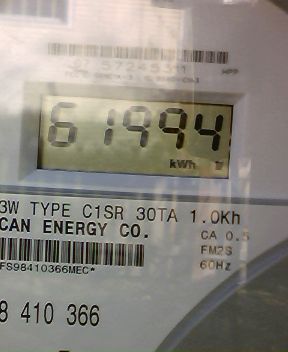 61994
kWh
3W TYPE C1SR 30TA 1.0Kh
CAN ENERGY CO.
CA 0.5
FM2S
60Hz
FS98410366MEC*
8 410 366